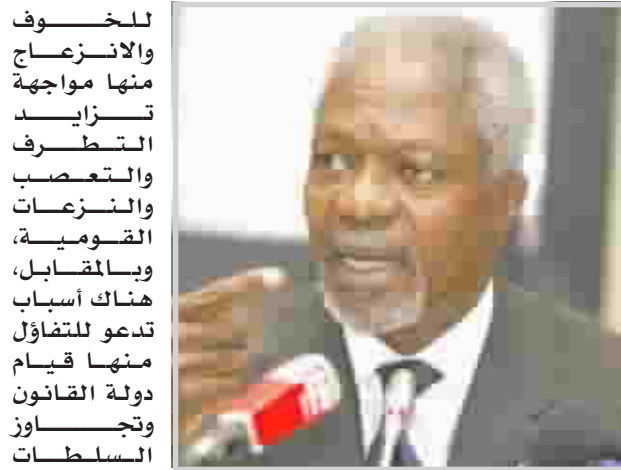 للخوف
والانزعاج
منها مواجهة
تزايد
التطرف
والتعصب
والنزعات
القومية،
وبالمقابل،
هناك أسباب
تدعو للتفاؤل
منها قيام
دولة القانون
وتجاوز
السلطات